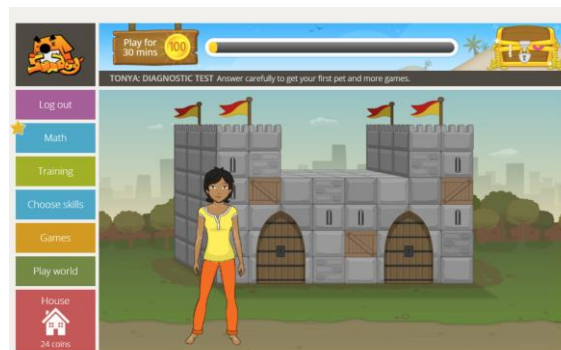 Play for
30 mins
100
TONYA: DIAGNOSTIC TEST Answer carefully to get your first pet and more games.
Log out
Math
Training
Choose skills
Games
Play world
House
24 coins